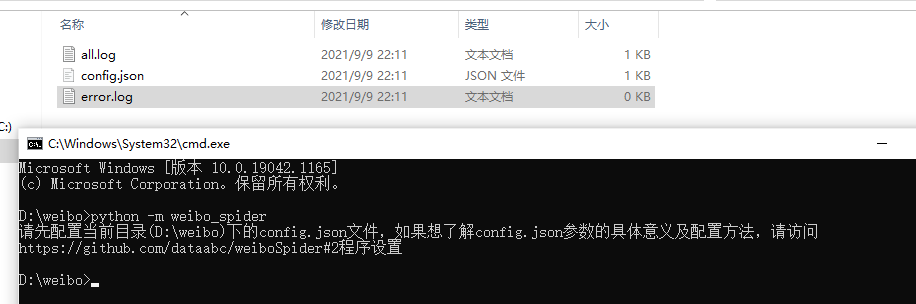 名称 修改日期 类型 大小
all.log 2021/9/9 22:11 文本文档 1 KB
config.json 2021/9/9 22:11 JSON 文件 1 KB
error.log 2021/9/9 22:11 文本文档 0 KB
C:)
C:\Windows\System32\cmd.exe
Microsoft Windows [版本 10.0.19042.1165]
(c) Microsoft Corporation。保留所有权利。
D:\weibo>python -m weibo_spider
请先配置当前目录(D:\weibo)下的config.json文件，如果想了解config.json参数的具体意义及配置方法，请访问
https://github.com/dataabc/weiboSpider#2程序设置
D:\weibo>